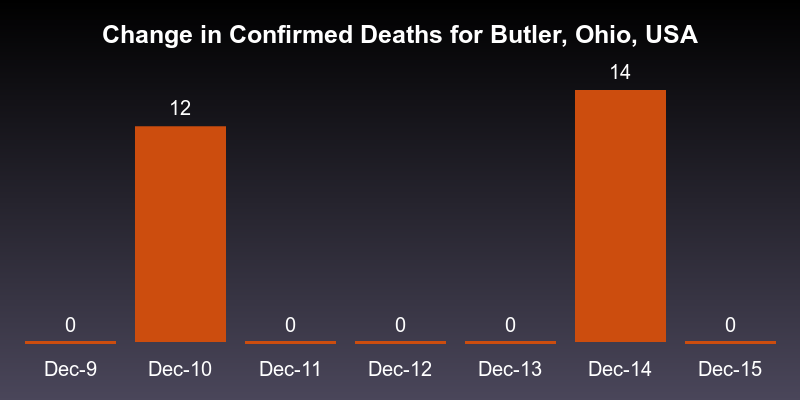 Change in Confirmed Deaths for Butler, Ohio, USA
14
12
0 0 0 0 0
Dec-9 Dec-10 Dec-11 Dec-12 Dec-13 Dec-14 Dec-15